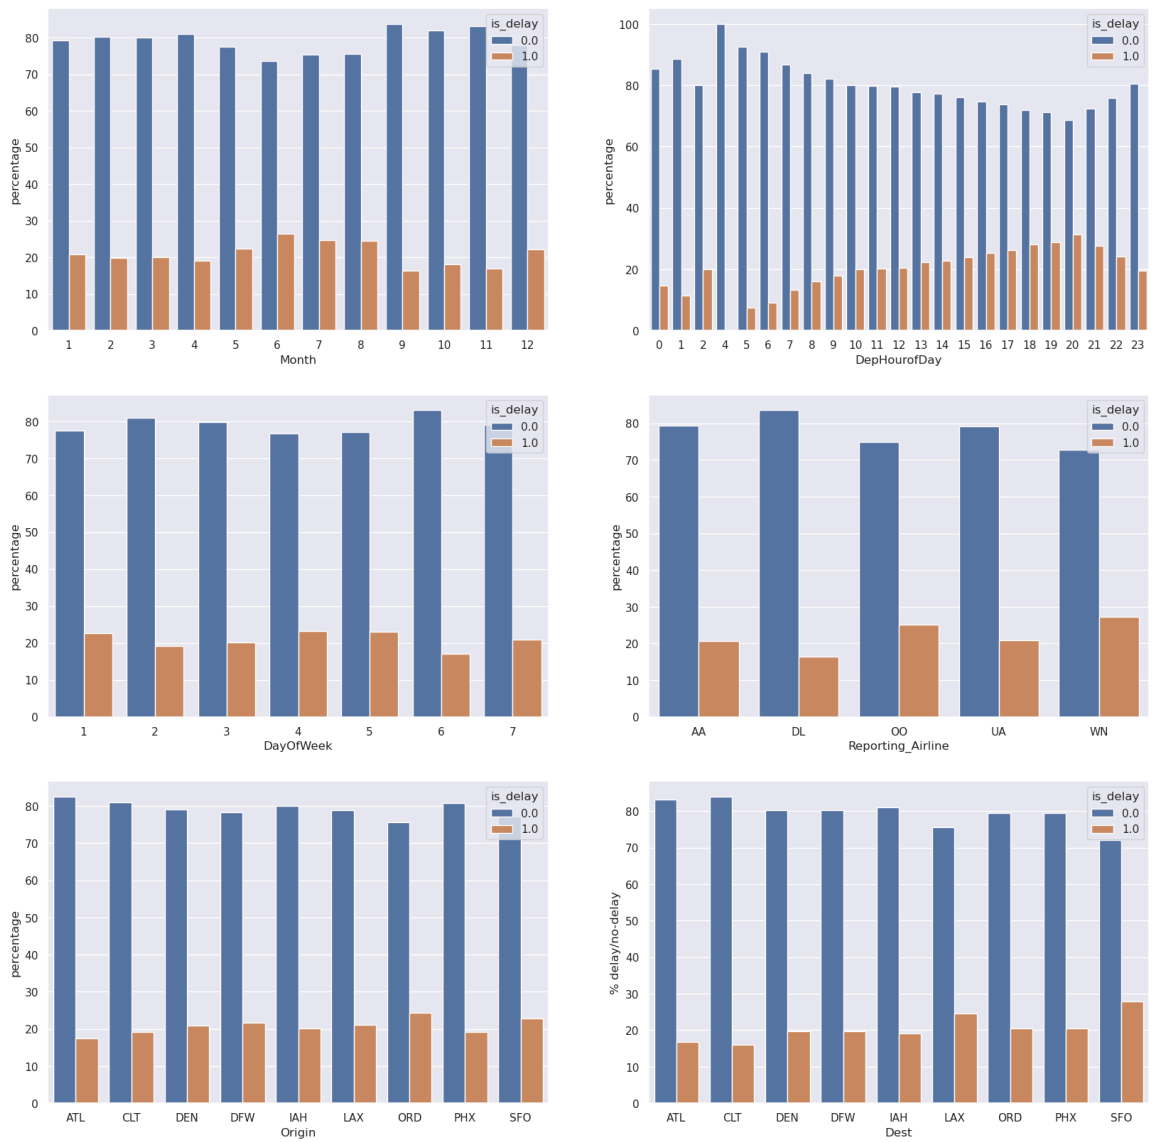 is_delay
0.0
1.0
80
70
60
50
40
30
20
10
0
percentage
1 2 3 4 5 6 7 8 9 10 11 12
Month
is_delay
0.0
1.0
100
80
60
40
20
0
percentage
0 1 2 4 5 6 7 8 9 10 11 12 13 14 15 16 17 18 19 20 21 22 23
DepHourofDay
is_delay
0.0
1.0
80
70
60
50
40
30
20
10
0
percentage
1 2 3 4 5 6 7
DayOfWeek
is_delay
0.0
1.0
80
70
60
50
40
30
20
10
0
percentage
AA DL OO UA WN
Reporting_Airline
is_delay
0.0
1.0
80
70
60
50
40
30
20
10
0
percentage
ATL CLT DEN DFW IAH LAX ORD PHX SFO
Origin
is_delay
0.0
1.0
80
70
60
50
40
30
20
10
0
% delay/no-delay
ATL CLT DEN DFW IAH LAX ORD PHX SFO
Dest